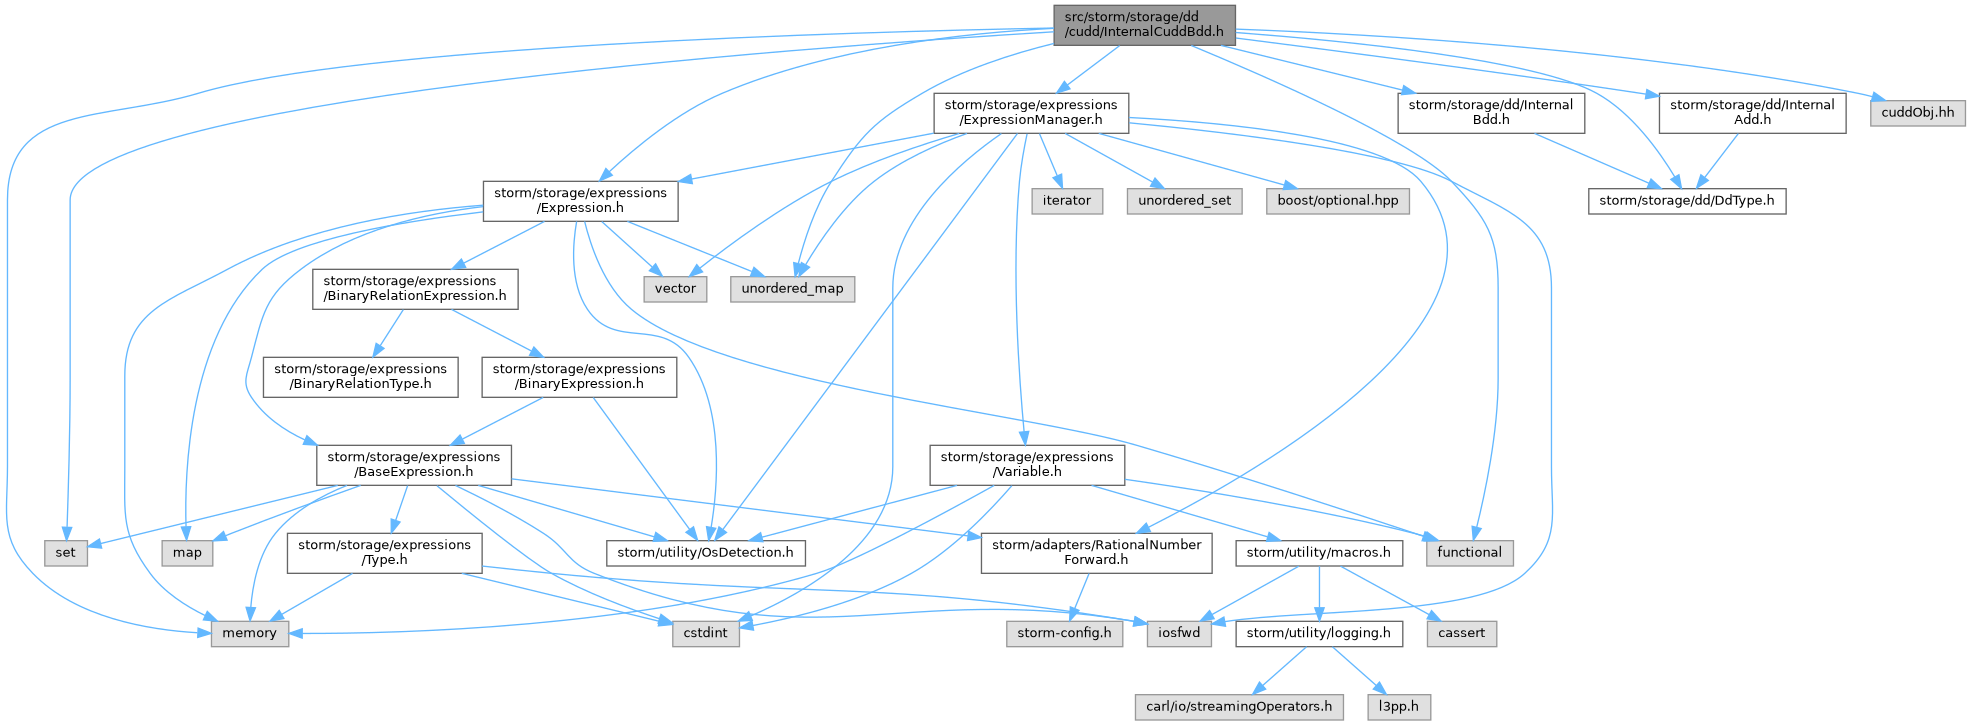 src/storm/storage/dd
/cudd/InternalCuddBdd.h
storm/storage/expressions
/ExpressionManager.h
storm/storage/dd/Internal
Bdd.h
storm/storage/dd/Internal
Add.h
cuddObj.hh
storm/storage/expressions
/Expression.h
iterator
unordered_set
boost/optional.hpp
storm/storage/dd/DdType.h
storm/storage/expressions
/BinaryRelationExpression.h
vector
unordered_map
storm/storage/expressions
/BinaryRelationType.h
storm/storage/expressions
/BinaryExpression.h
storm/storage/expressions
/BaseExpression.h
storm/storage/expressions
/Variable.h
set
map
storm/storage/expressions
/Type.h
storm/utility/OsDetection.h
storm/adapters/RationalNumber
Forward.h
storm/utility/macros.h
functional
memory
cstdint
storm-config.h
iosfwd
storm/utility/logging.h
cassert
carl/io/streamingOperators.h
l3pp.h